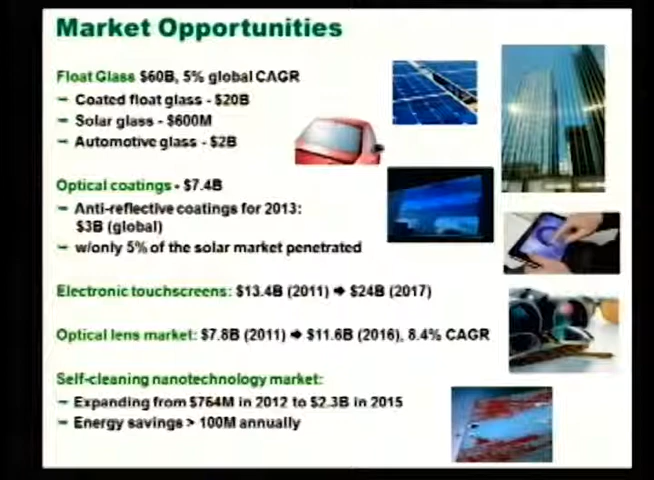 Market Opportunities
Float Glass $60B, 5% global CAGR
– Coated float glass - $20B
– Solar glass - $600M
– Automotive glass - $2B
Optical coatings - $7.4B
– Anti-reflective coatings for 2013:
$3B (global)
– w/only 5% of the solar market penetrated
Electronic touchscreens: $13.4B (2011) → $24B (2017)
Optical lens market: $7.8B (2011) → $11.6B (2016), 8.4% CAGR
Self-cleaning nanotechnology market:
– Expanding from $764M in 2012 to $2.3B in 2015
– Energy savings > 100M annually